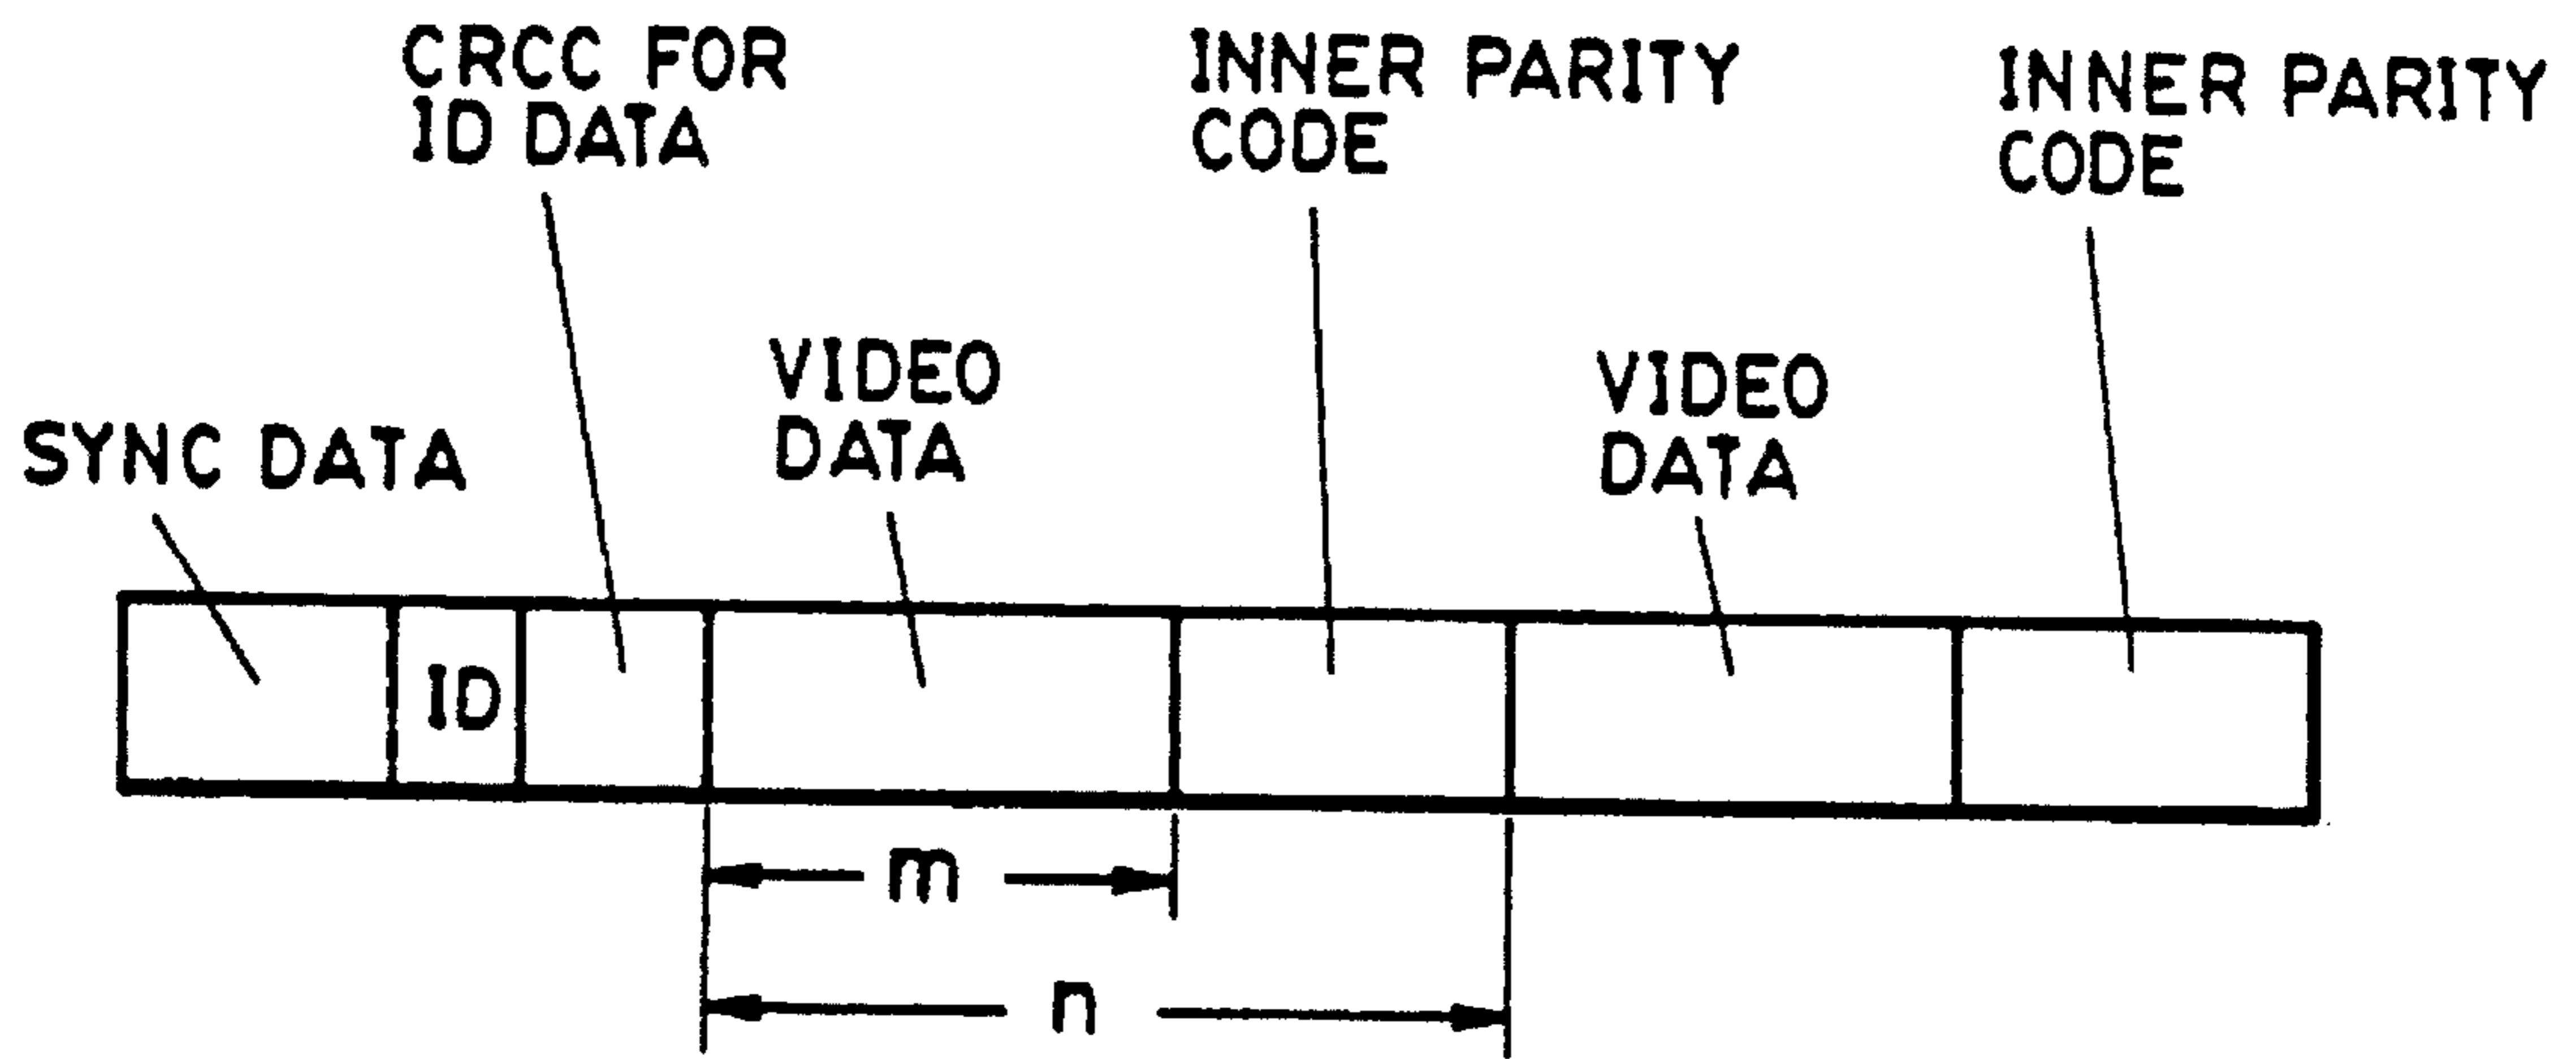 CRCC FOR
ID DATA
INNER PARITY
CODE
INNER PARITY
CODE
VIDEO
DATA
VIDEO
DATA
SYNC DATA
ID
m
n